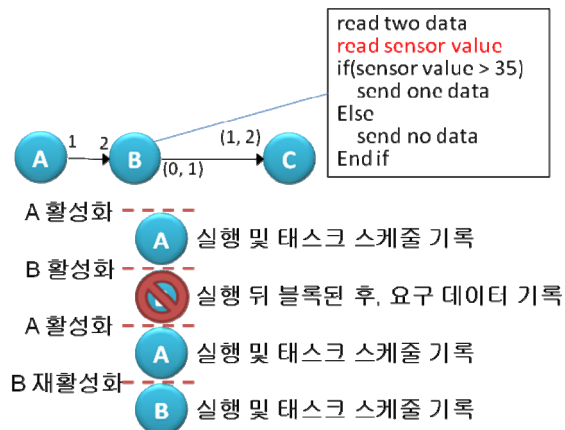 read two data
read sensor value
if(sensor value > 35)
send one data
Else
send no data
End if
A 1 2 B (0, 1) (1, 2) C
A 활성화
A 실행 및 태스크 스케줄 기록
B 활성화
실행 뒤 블록된 후, 요구 데이터 기록
A 활성화
A 실행 및 태스크 스케줄 기록
B 재활성화
B 실행 및 태스크 스케줄 기록